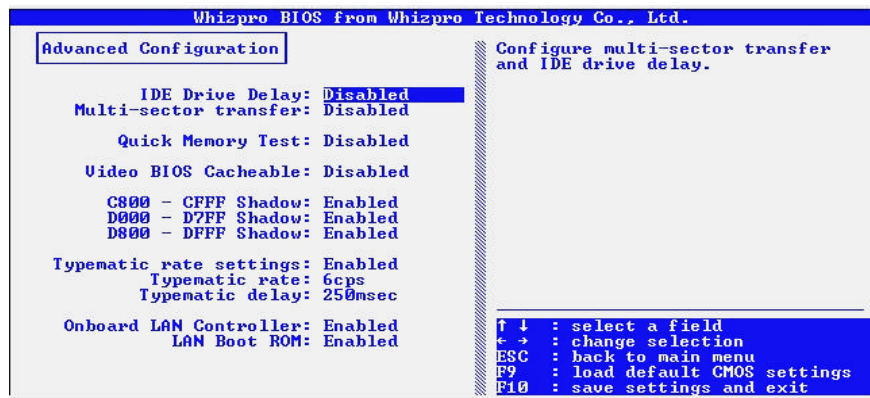 Whizpro BIOS from Whizpro Technology Co., Ltd.
Advanced Configuration
IDE Drive Delay: Disabled
Multi-sector transfer: Disabled
Quick Memory Test: Disabled
Video BIOS Cacheable: Disabled
C800 - CFFF Shadow: Enabled
D000 - D7FF Shadow: Enabled
D800 - DFFF Shadow: Enabled
Typematic rate settings: Enabled
Typematic rate: 6cps
Typematic delay: 250msec
Onboard LAN Controller: Enabled
LAN Boot ROM: Enabled
Configure multi-sector transfer
and IDE drive delay.
↑ ↓ : select a field
← → : change selection
ESC : back to main menu
F9 : load default CMOS settings
F10 : save settings and exit